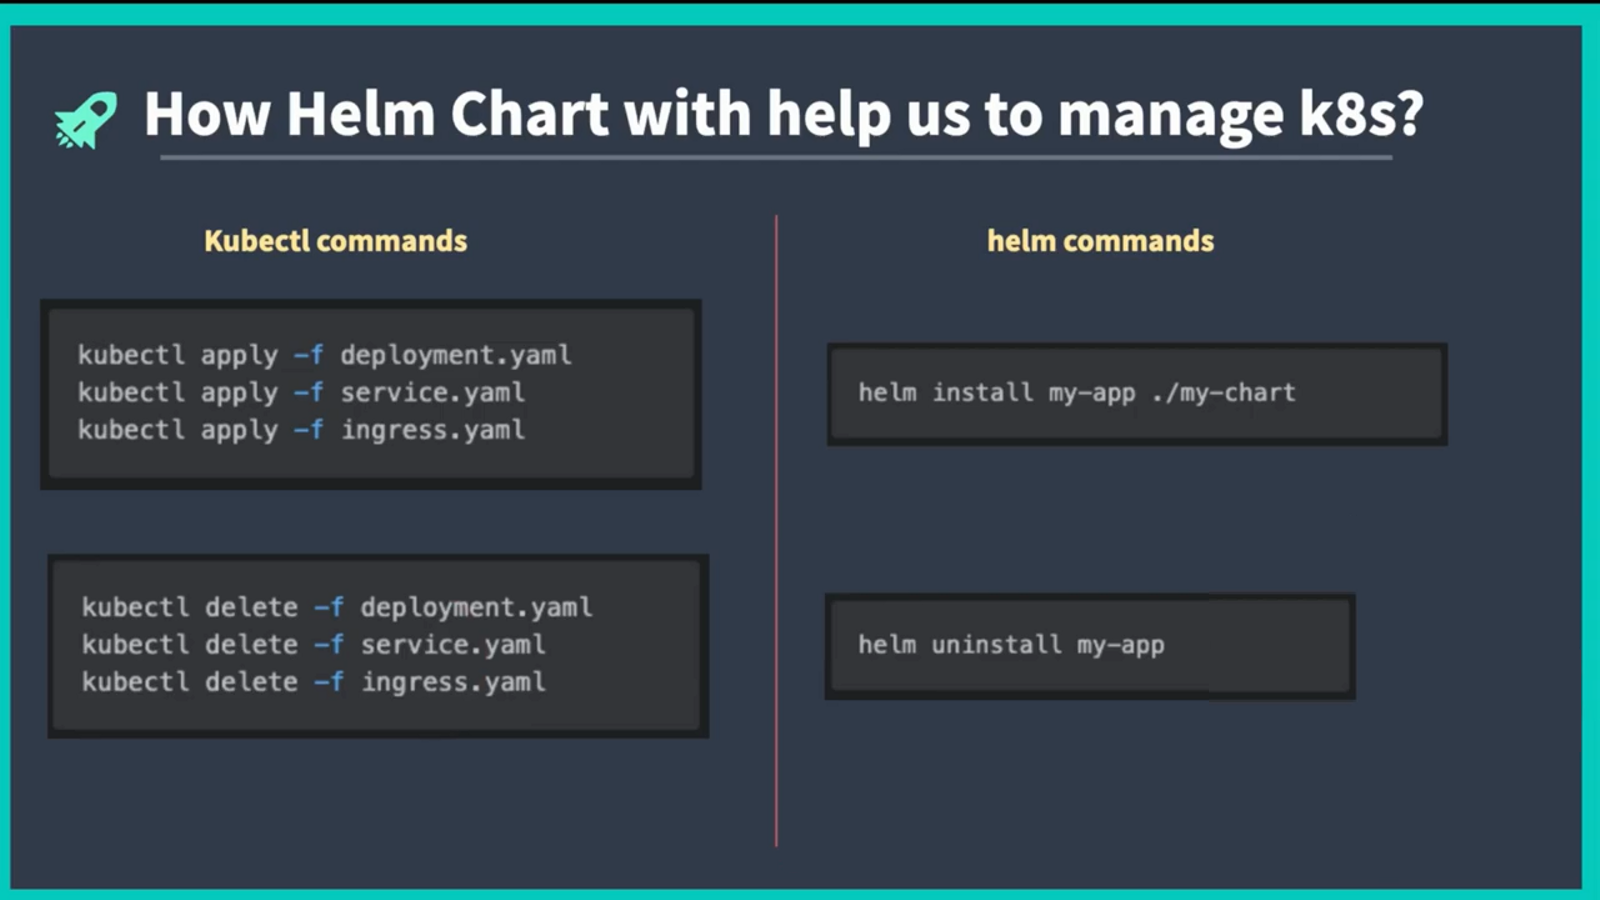 How Helm Chart with help us to manage k8s?
Kubectl commands
kubectl apply -f deployment.yaml
kubectl apply -f service.yaml
kubectl apply -f ingress.yaml
kubectl delete -f deployment.yaml
kubectl delete -f service.yaml
kubectl delete -f ingress.yaml
helm commands
helm install my-app ./my-chart
helm uninstall my-app